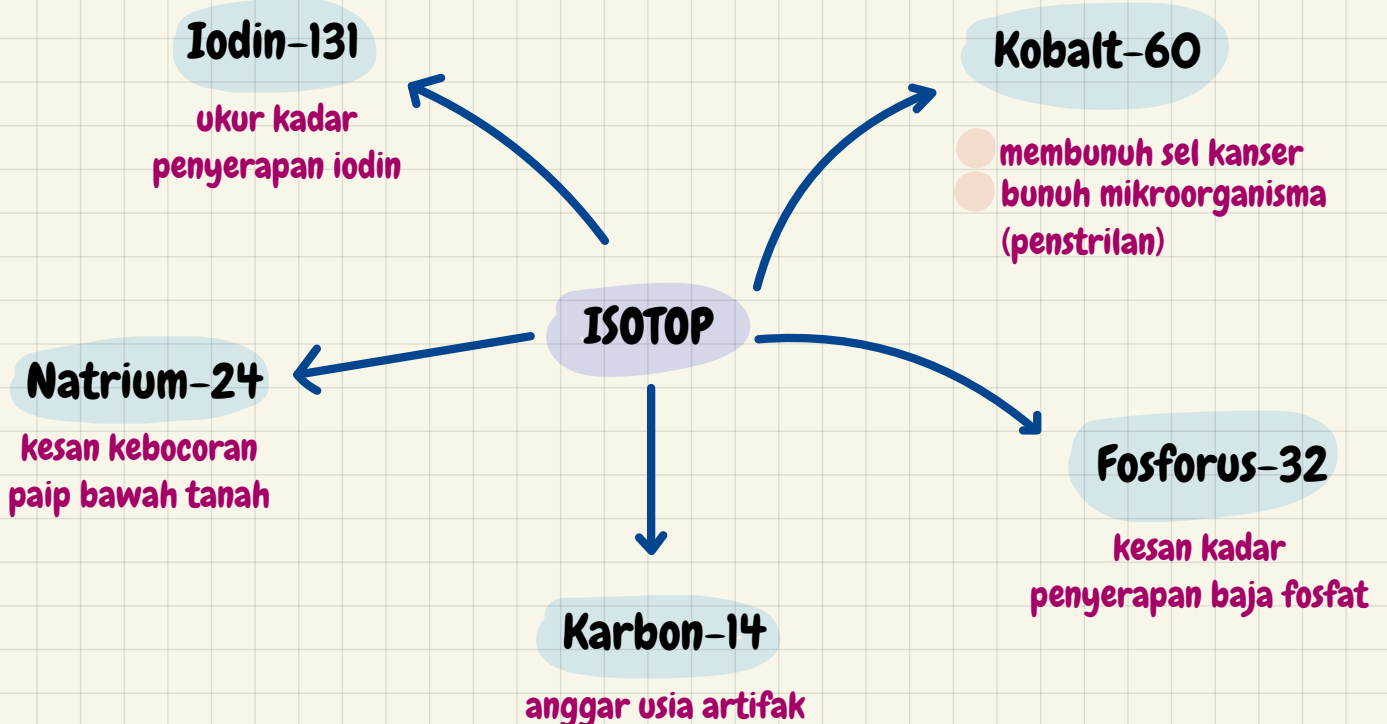 Iodin-131
ukur kadar
penyerapan iodin
Kobalt-60
membunuh sel kanser
bunuh mikroorganisma
(penstrilan)
ISOTOP
Natrium-24
kesan kebocoran
paip bawah tanah
Fosforus-32
kesan kadar
penyerapan baja fosfat
Karbon-14
anggar usia artifak